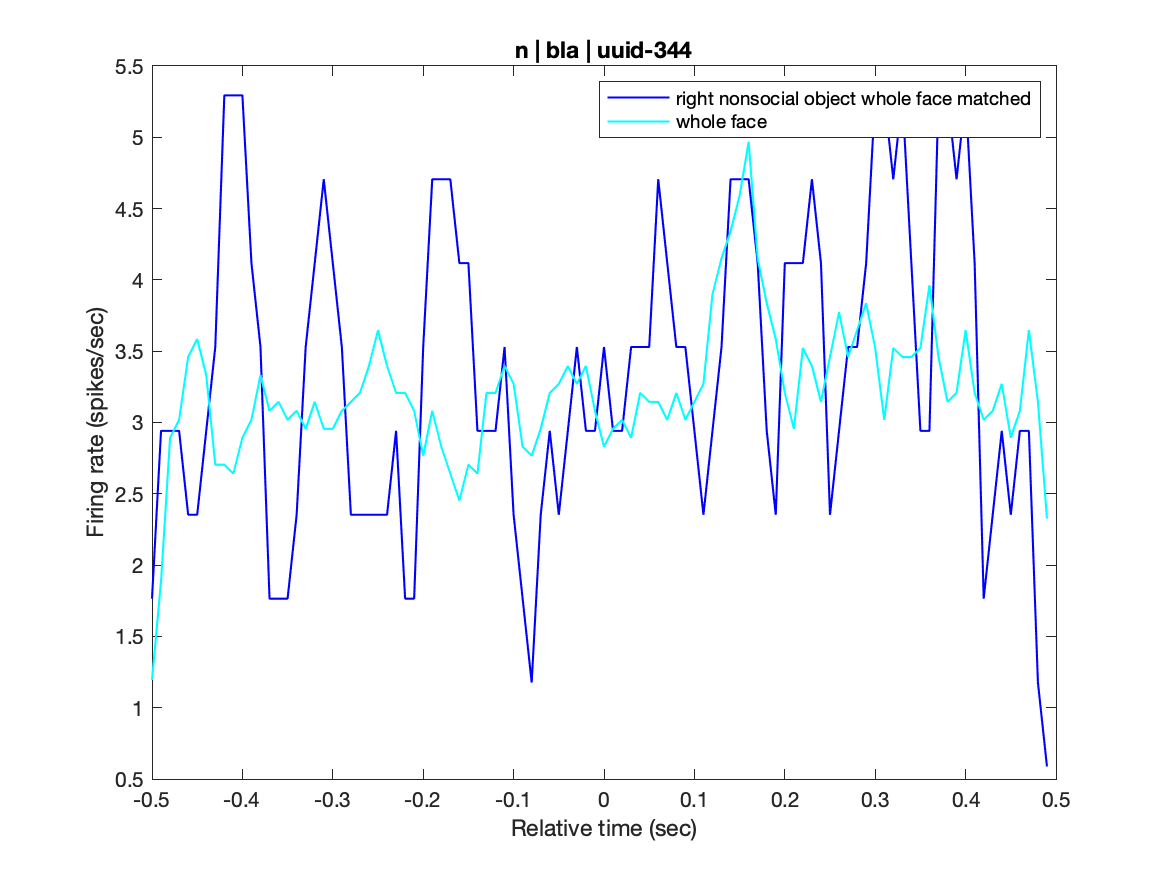 n | bla | uuid-344
right nonsocial object whole face matched
whole face
5.5
5
4.5
4
3.5
3
2.5
2
1.5
1
0.5
Firing rate (spikes/sec)
-0.5 -0.4 -0.3 -0.2 -0.1 0 0.1 0.2 0.3 0.4 0.5
Relative time (sec)